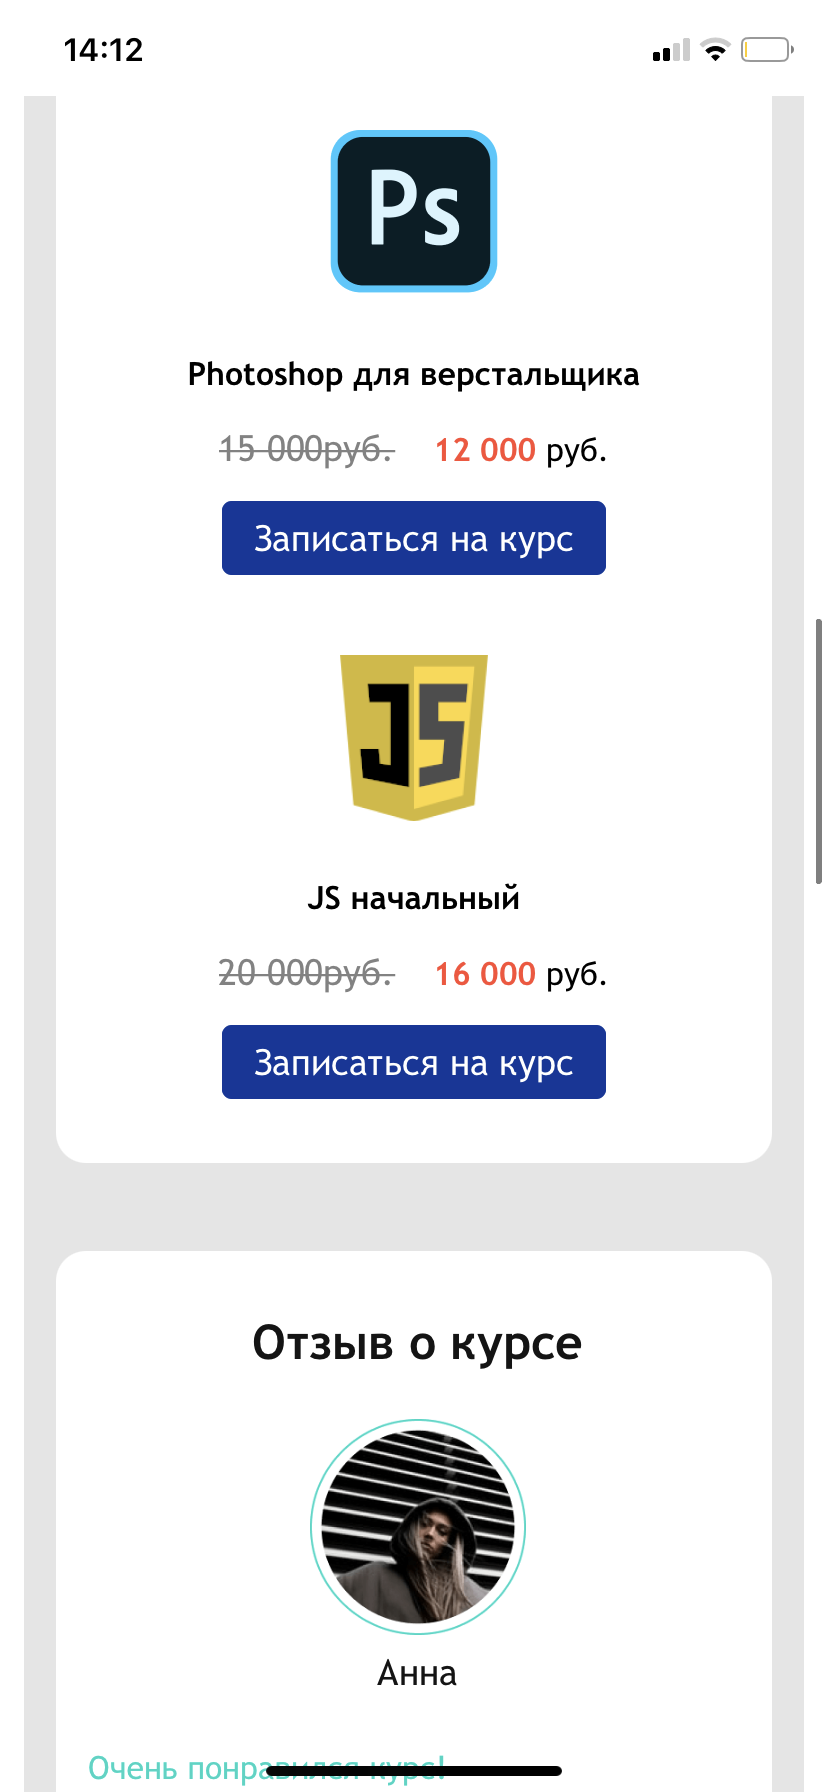 14:12
Ps
Photoshop для верстальщика
15 000руб. 12 000 руб.
Записаться на курс
JS
JS начальный
20 000руб. 16 000 руб.
Записаться на курс
Отзыв о курсе
Анна
Очень понравился курс!